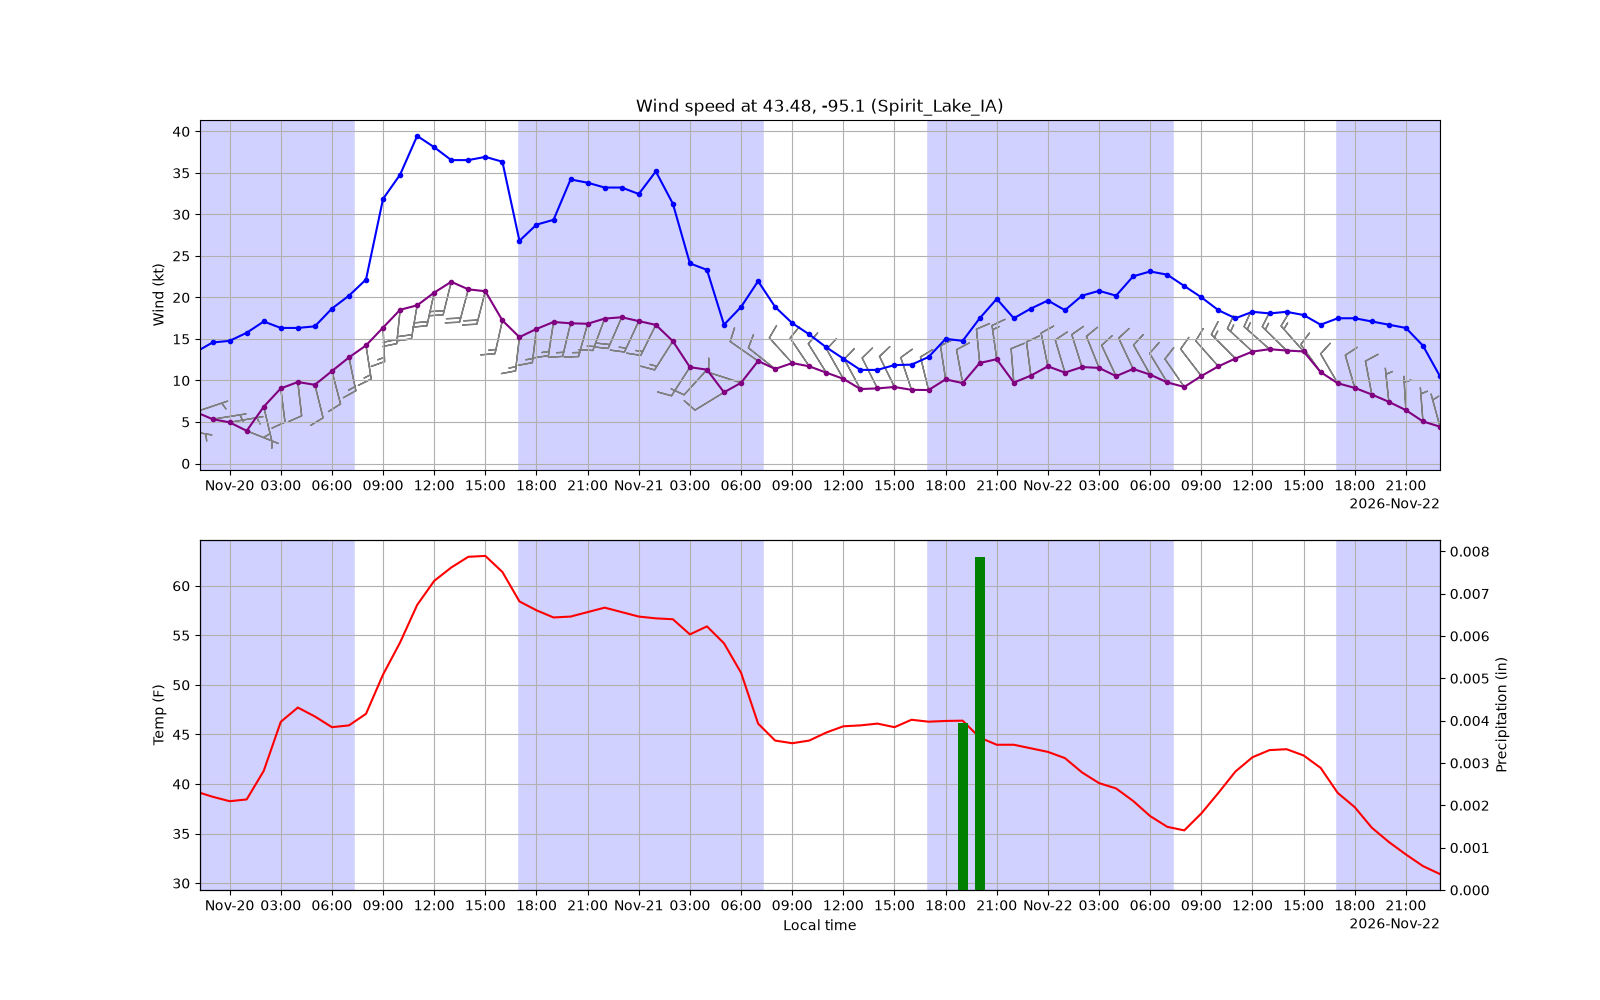 Wind speed at 43.48, -95.1 (Spirit_Lake_IA)
Wind (kt)
40
35
30
25
20
15
10
5
0
Nov-20 03:00 06:00 09:00 12:00 15:00 18:00 21:00 Nov-21 03:00 06:00 09:00 12:00 15:00 18:00 21:00 Nov-22 03:00 06:00 09:00 12:00 15:00 18:00 21:00
2026-Nov-22
Temp (F)
60
55
50
45
40
35
30
0.008
0.007
0.006
0.005
0.004
0.003
0.002
0.001
0.000
Precipitation (in)
Nov-20 03:00 06:00 09:00 12:00 15:00 18:00 21:00 Nov-21 03:00 06:00 09:00 12:00 15:00 18:00 21:00 Nov-22 03:00 06:00 09:00 12:00 15:00 18:00 21:00
Local time
2026-Nov-22